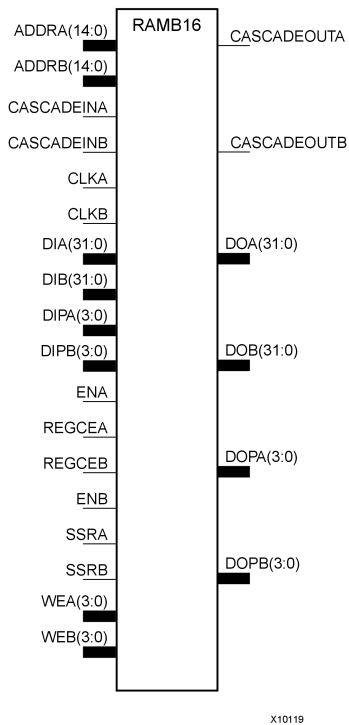 RAMB16
ADDRA(14:0)
ADDRB(14:0)
CASCADEINA
CASCADEINB
CLKA
CLKB
DIA(31:0)
DIB(31:0)
DIPA(3:0)
DIPB(3:0)
ENA
REGCEA
REGCEB
ENB
SSRA
SSRB
WEA(3:0)
WEB(3:0)
CASCADEOUTA
CASCADEOUTB
DOA(31:0)
DOB(31:0)
DOPA(3:0)
DOPB(3:0)
X10119